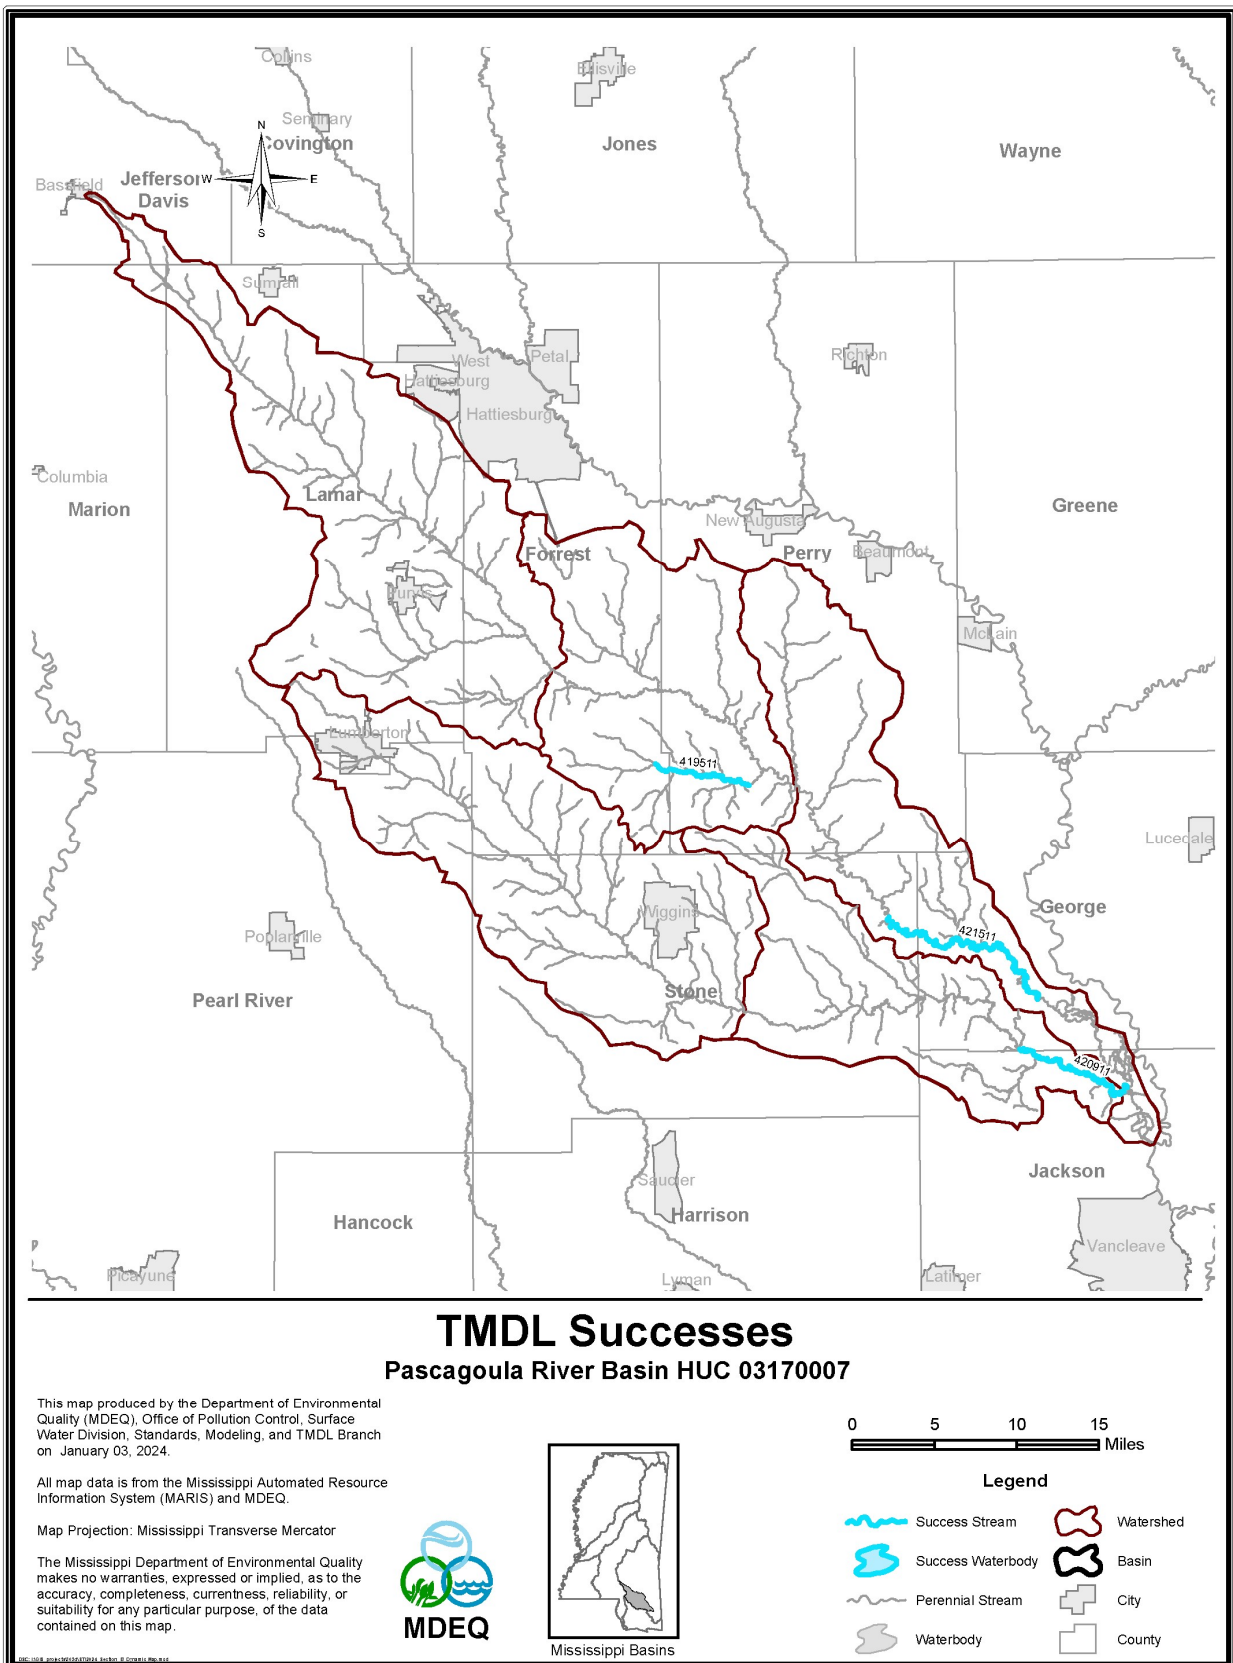 Collins
Ellisville
Seminary
N
Covington
Jones
Wayne
Bassfield
Jefferson
Davis
W
E
S
Sumrall
West
Hattiesburg
Petal
Richton
Hattiesburg
Columbia
Marion
Lamar
Greene
New Augusta
Forrest
Perry
Beaumont
Purvis
McLain
Lumberton
419511
Lucedale
Wiggins
George
421511
Poplarville
Pearl River
Stone
420911
Jackson
Saucier
Hancock
Harrison
Vancleave
Picayune
Lyman
Latimer
TMDL Successes
Pascagoula River Basin HUC 03170007
This map produced by the Department of Environmental
Quality (MDEQ), Office of Pollution Control, Surface
Water Division, Standards, Modeling, and TMDL Branch
on January 03, 2024.
All map data is from the Mississippi Automated Resource
Information System (MARIS) and MDEQ.
Map Projection: Mississippi Transverse Mercator
The Mississippi Department of Environmental Quality
makes no warranties, expressed or implied, as to the
accuracy, completeness, currentness, reliability, or
suitability for any particular purpose, of the data
contained on this map.
MDEQ
Mississippi Basins
0 5 10 15
Miles
Legend
Success Stream
Watershed
Success Waterbody
Basin
Perennial Stream
City
Waterbody
County